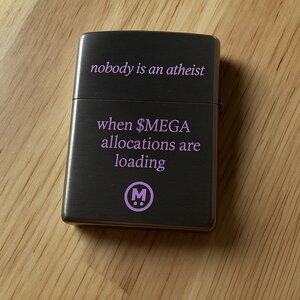 nobody is an atheist
when $MEGA
allocations are
loading
M